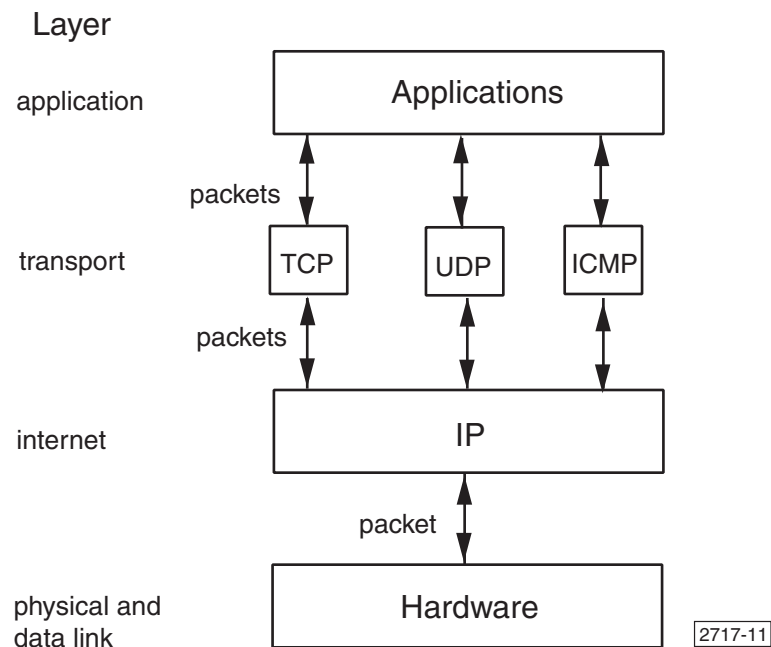 Layer
application
Applications
packets
transport
TCP
UDP
ICMP
packets
internet
IP
packet
physical and
data link
Hardware
2717-11